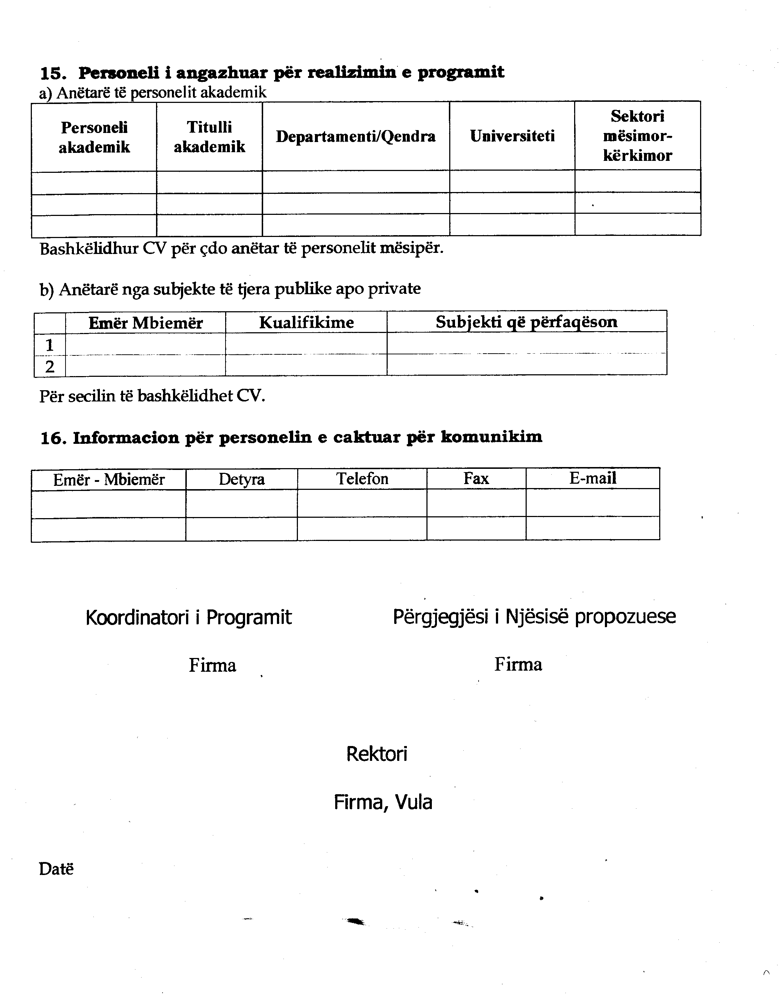 15. Personeli i angazhuar për realizimin e programit
a) Anëtarë të personelit akademik
Personeli akademik
Titulli akademik
Departamenti/Qendra
Universiteti
Sektori mësimor-kërkimor
Bashkëlidhur CV për çdo anëtar të personelit mësipër.
b) Anëtarë nga subjekte të tjera publike apo private
Emër Mbiemër Kualifikime Subjekti që përfaqëson
1
2
Për secilin të bashkëlidhet CV.
16. Informacion për personelin e caktuar për komunikim
Emër - Mbiemër Detyra Telefon Fax E-mail
Koordinatori i Programit Përgjegjësi i Njësisë propozuese
Firma Firma
Rektori
Firma, Vula
Datë